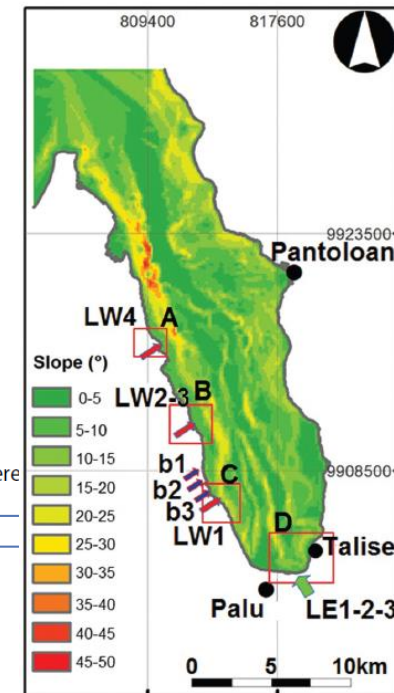 809400 817600
9923500
Pantoloan
LW4 A
Slope (°)
0-5
5-10
10-15
15-20
20-25
25-30
30-35
35-40
40-45
45-50
LW2-3 B
b1
b2
b3
C
LW1
9908500
D
Talise
Palu
LE1-2-3
0 5 10km
ere